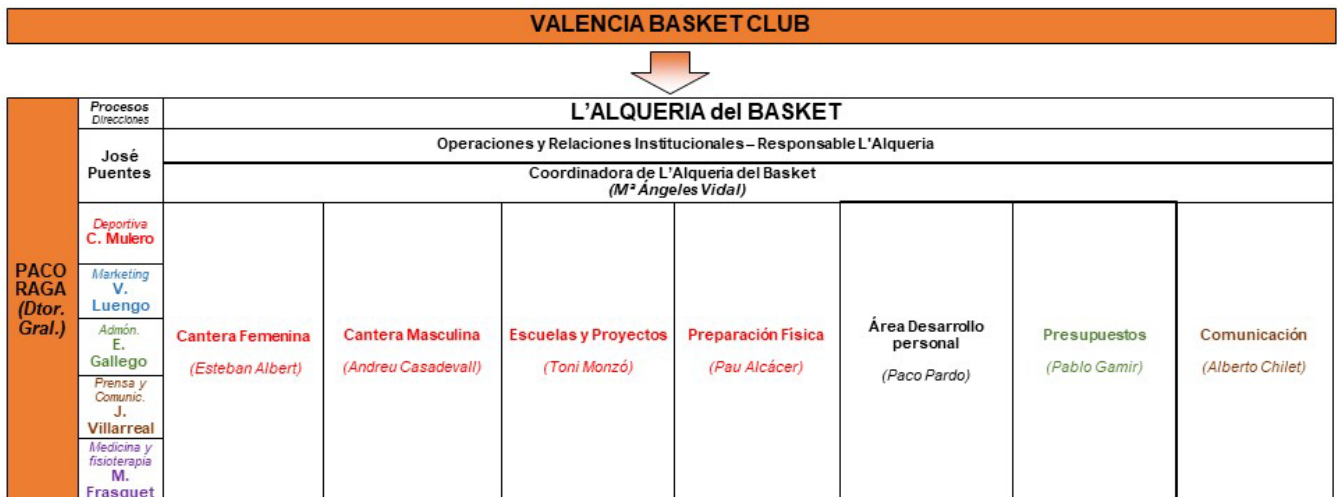 VALENCIA BASKET CLUB
Procesos
Direcciones
L'ALQUERIA del BASKET
José
Puentes
Operaciones y Relaciones Institucionales – Responsable L'Alqueria
Coordinadora de L'Alqueria del Basket
(Mª Ángeles Vidal)
PACO
RAGA
(Dtor.
Gral.)
Deportiva
C. Mulero
Marketing
V.
Luengo
Admón.
E.
Gallego
Prensa y
Comunic.
J.
Villarreal
Medicina y
fisioterapia
M.
Frasquet
Cantera Femenina
(Esteban Albert)
Cantera Masculina
(Andreu Casadevall)
Escuelas y Proyectos
(Toni Monzó)
Preparación Física
(Pau Alcácer)
Área Desarrollo
personal
(Paco Pardo)
Presupuestos
(Pablo Gamir)
Comunicación
(Alberto Chilet)